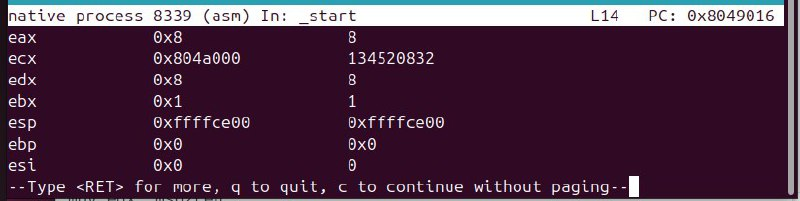 native process 8339 (asm) In: _start L14 PC: 0x8049016
eax 0x8 8
ecx 0x804a000 134520832
edx 0x8 8
ebx 0x1 1
esp 0xffffce00 0xffffce00
ebp 0x0 0x0
esi 0x0 0
--Type <RET> for more, q to quit, c to continue without paging--